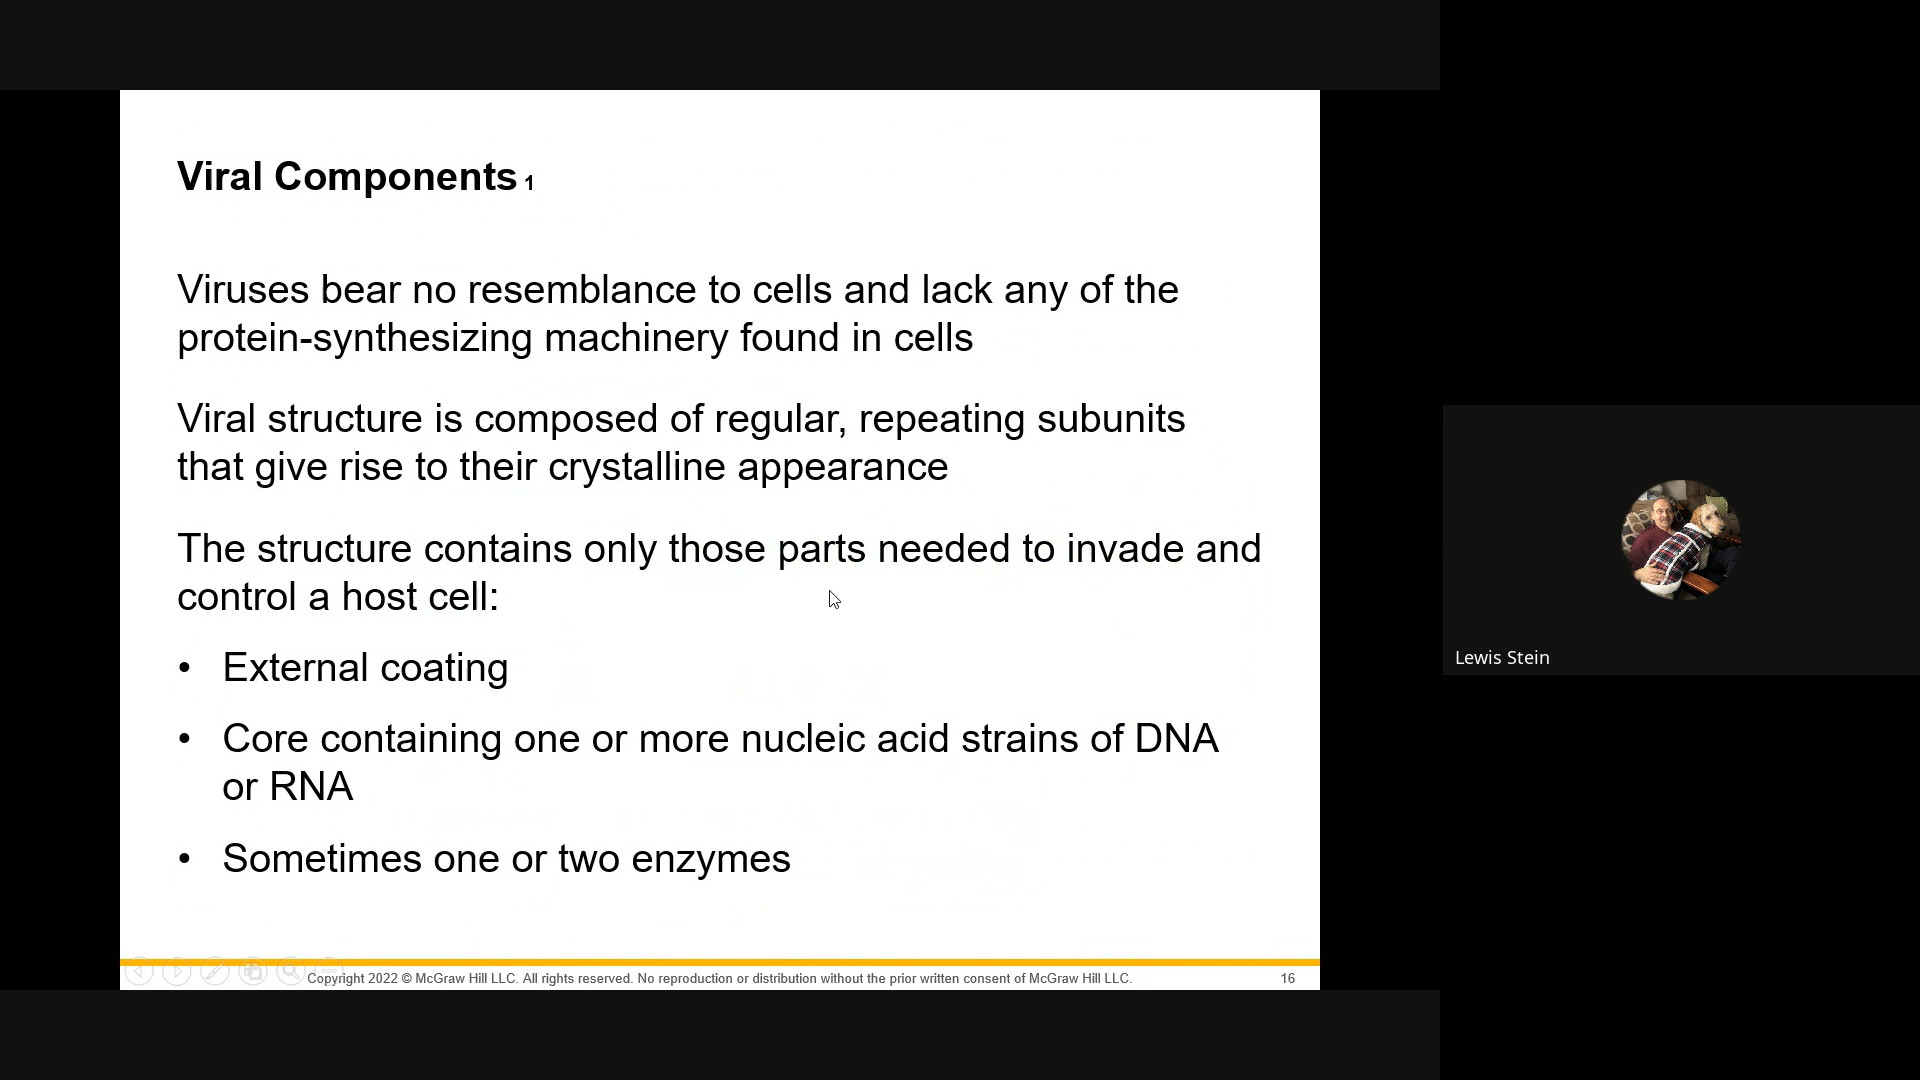 Viral Components 1
Viruses bear no resemblance to cells and lack any of the
protein-synthesizing machinery found in cells
Viral structure is composed of regular, repeating subunits
that give rise to their crystalline appearance
The structure contains only those parts needed to invade and
control a host cell:
• External coating
• Core containing one or more nucleic acid strains of DNA
or RNA
• Sometimes one or two enzymes
Copyright 2022 © McGraw Hill LLC. All rights reserved. No reproduction or distribution without the prior written consent of McGraw Hill LLC.
16
Lewis Stein